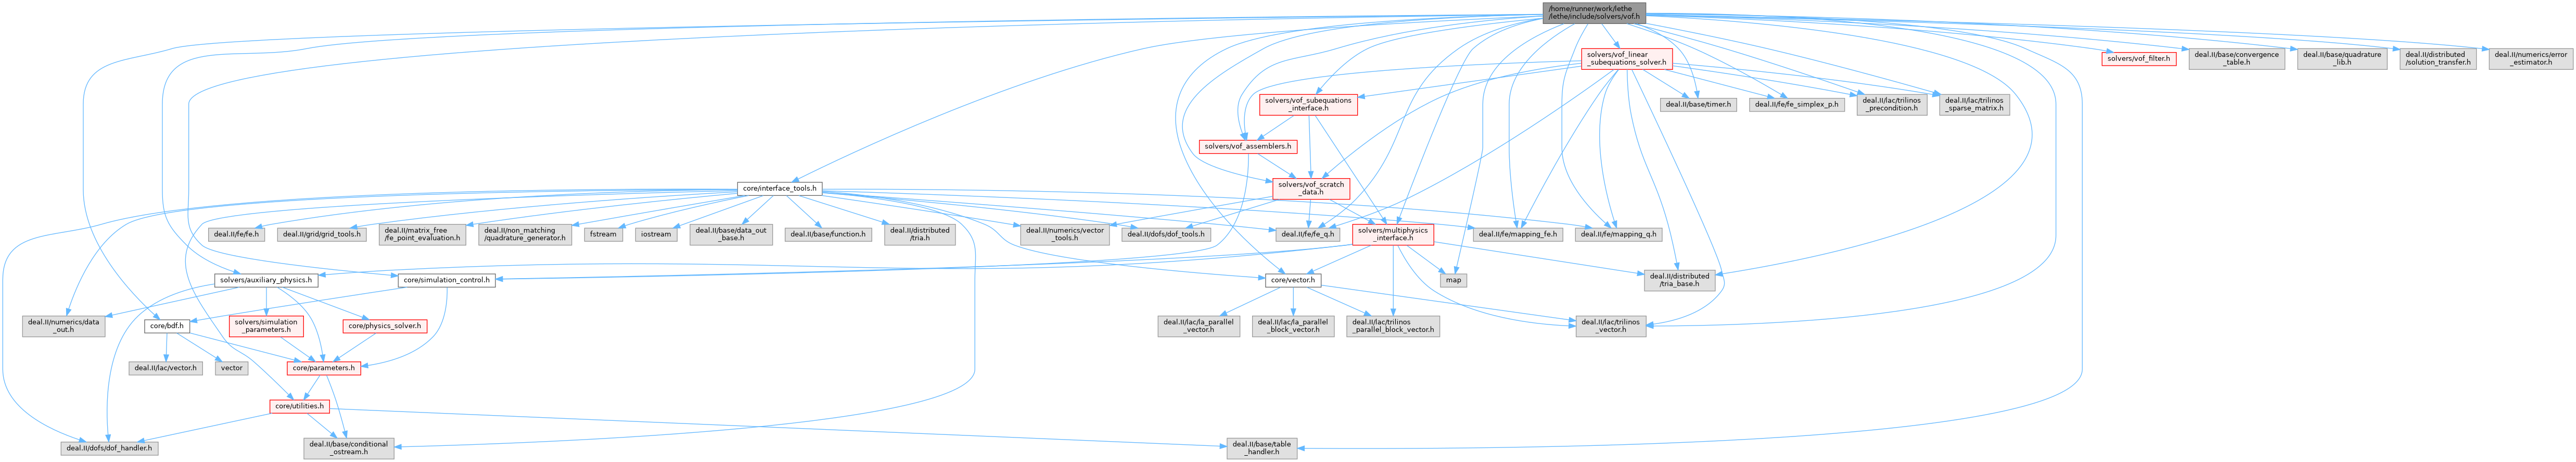 /home/runner/work/lethe
/lethe/include/solvers/vof.h
solvers/vof_linear
_subequations_solver.h
solvers/vof_filter.h
deal.II/base/convergence
_table.h
deal.II/base/quadrature
_lib.h
deal.II/distributed
/solution_transfer.h
deal.II/numerics/error
_estimator.h
solvers/vof_subequations
_interface.h
deal.II/base/timer.h
deal.II/fe/fe_simplex_p.h
deal.II/lac/trilinos
_precondition.h
deal.II/lac/trilinos
_sparse_matrix.h
solvers/vof_assemblers.h
core/interface_tools.h
solvers/vof_scratch
_data.h
deal.II/fe/fe.h
deal.II/grid/grid_tools.h
deal.II/matrix_free
/fe_point_evaluation.h
deal.II/non_matching
/quadrature_generator.h
fstream
iostream
deal.II/base/data_out
_base.h
deal.II/base/function.h
deal.II/distributed
/tria.h
deal.II/numerics/vector
_tools.h
deal.II/dofs/dof_tools.h
deal.II/fe/fe_q.h
solvers/multiphysics
_interface.h
deal.II/fe/mapping_fe.h
deal.II/fe/mapping_q.h
solvers/auxiliary_physics.h
core/simulation_control.h
core/vector.h
map
deal.II/distributed
/tria_base.h
deal.II/numerics/data
_out.h
core/bdf.h
solvers/simulation
_parameters.h
core/physics_solver.h
deal.II/lac/la_parallel
_vector.h
deal.II/lac/la_parallel
_block_vector.h
deal.II/lac/trilinos
_parallel_block_vector.h
deal.II/lac/trilinos
_vector.h
deal.II/lac/vector.h
vector
core/parameters.h
core/utilities.h
deal.II/dofs/dof_handler.h
deal.II/base/conditional
_ostream.h
deal.II/base/table
_handler.h